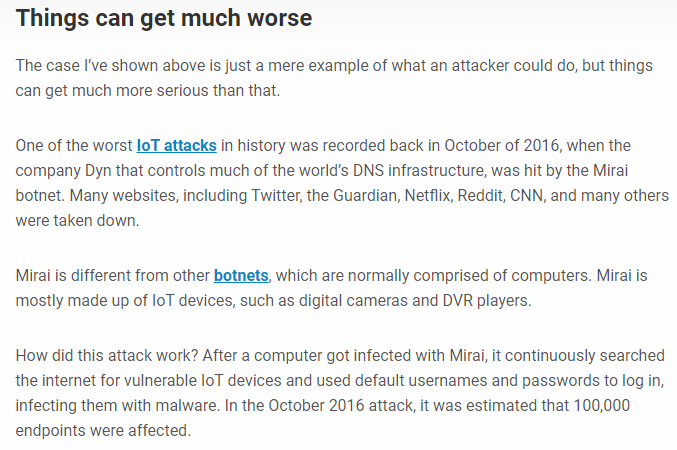 Things can get much worse
The case I’ve shown above is just a mere example of what an attacker could do, but things
can get much more serious than that.
One of the worst IoT attacks in history was recorded back in October of 2016, when the
company Dyn that controls much of the world’s DNS infrastructure, was hit by the Mirai
botnet. Many websites, including Twitter, the Guardian, Netflix, Reddit, CNN, and many others
were taken down.
Mirai is different from other botnets, which are normally comprised of computers. Mirai is
mostly made up of IoT devices, such as digital cameras and DVR players.
How did this attack work? After a computer got infected with Mirai, it continuously searched
the internet for vulnerable IoT devices and used default usernames and passwords to log in,
infecting them with malware. In the October 2016 attack, it was estimated that 100,000
endpoints were affected.